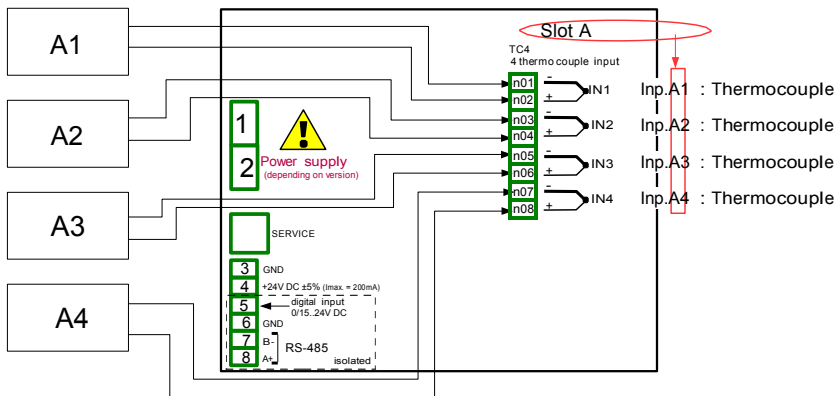 A1
A2
A3
A4
Slot A
TC4
4 thermo couple input
n01
n02
n03
n04
n05
n06
n07
n08
-
+
IN1
-
+
IN2
-
+
IN3
-
+
IN4
Inp.A1 : Thermocouple
Inp.A2 : Thermocouple
Inp.A3 : Thermocouple
Inp.A4 : Thermocouple
1
2
!
Power supply
(depending on version)
SERVICE
3 GND
4 +24V DC ±5% (Imax. = 200mA)
5 digital input
0/15..24V DC
6 GND
7 B-
8 A+
RS-485
isolated